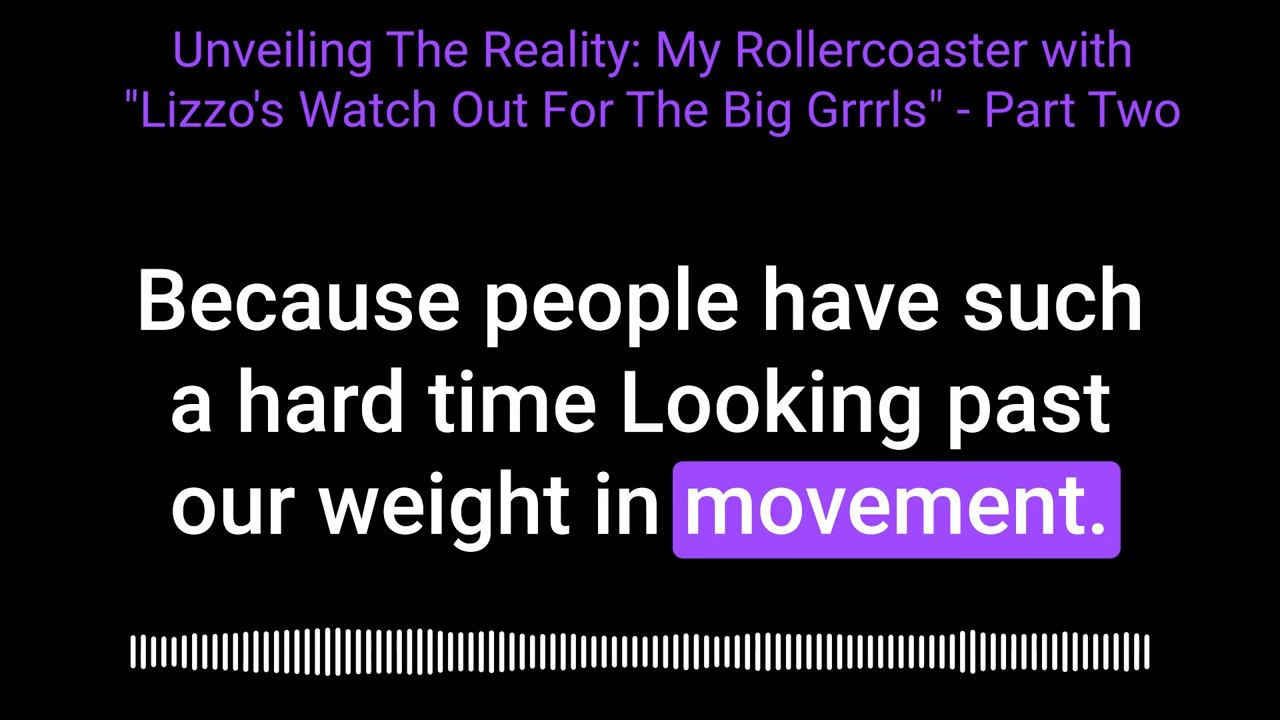 Unveiling The Reality: My Rollercoaster with
"Lizzo's Watch Out For The Big Grrrls" - Part Two
Because people have such
a hard time Looking past
our weight in movement.